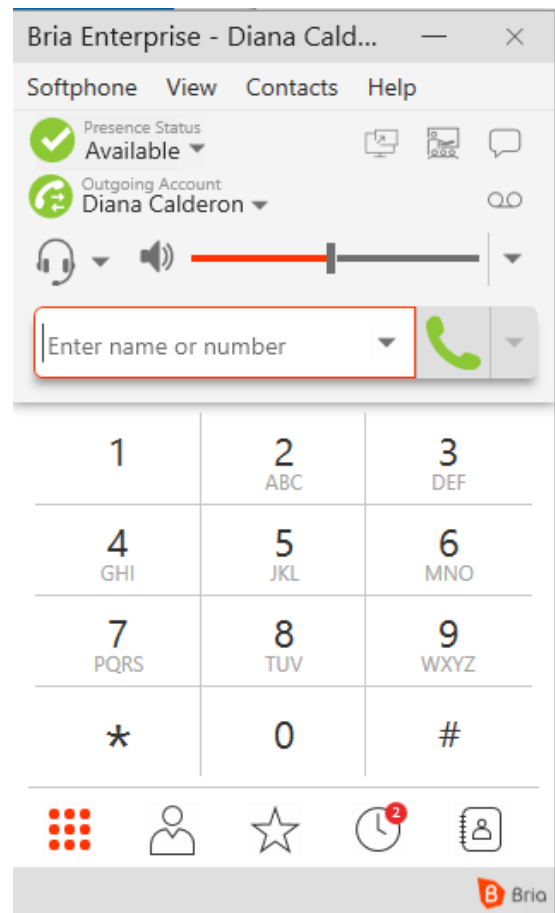 Bria Enterprise - Diana Cald...
Softphone View Contacts Help
Presence Status
Available
Outgoing Account
Diana Calderon
Enter name or number
1 2 3
ABC DEF
4 5 6
GHI JKL MNO
7 8 9
PQRS TUV WXYZ
* 0 #
2
Bria